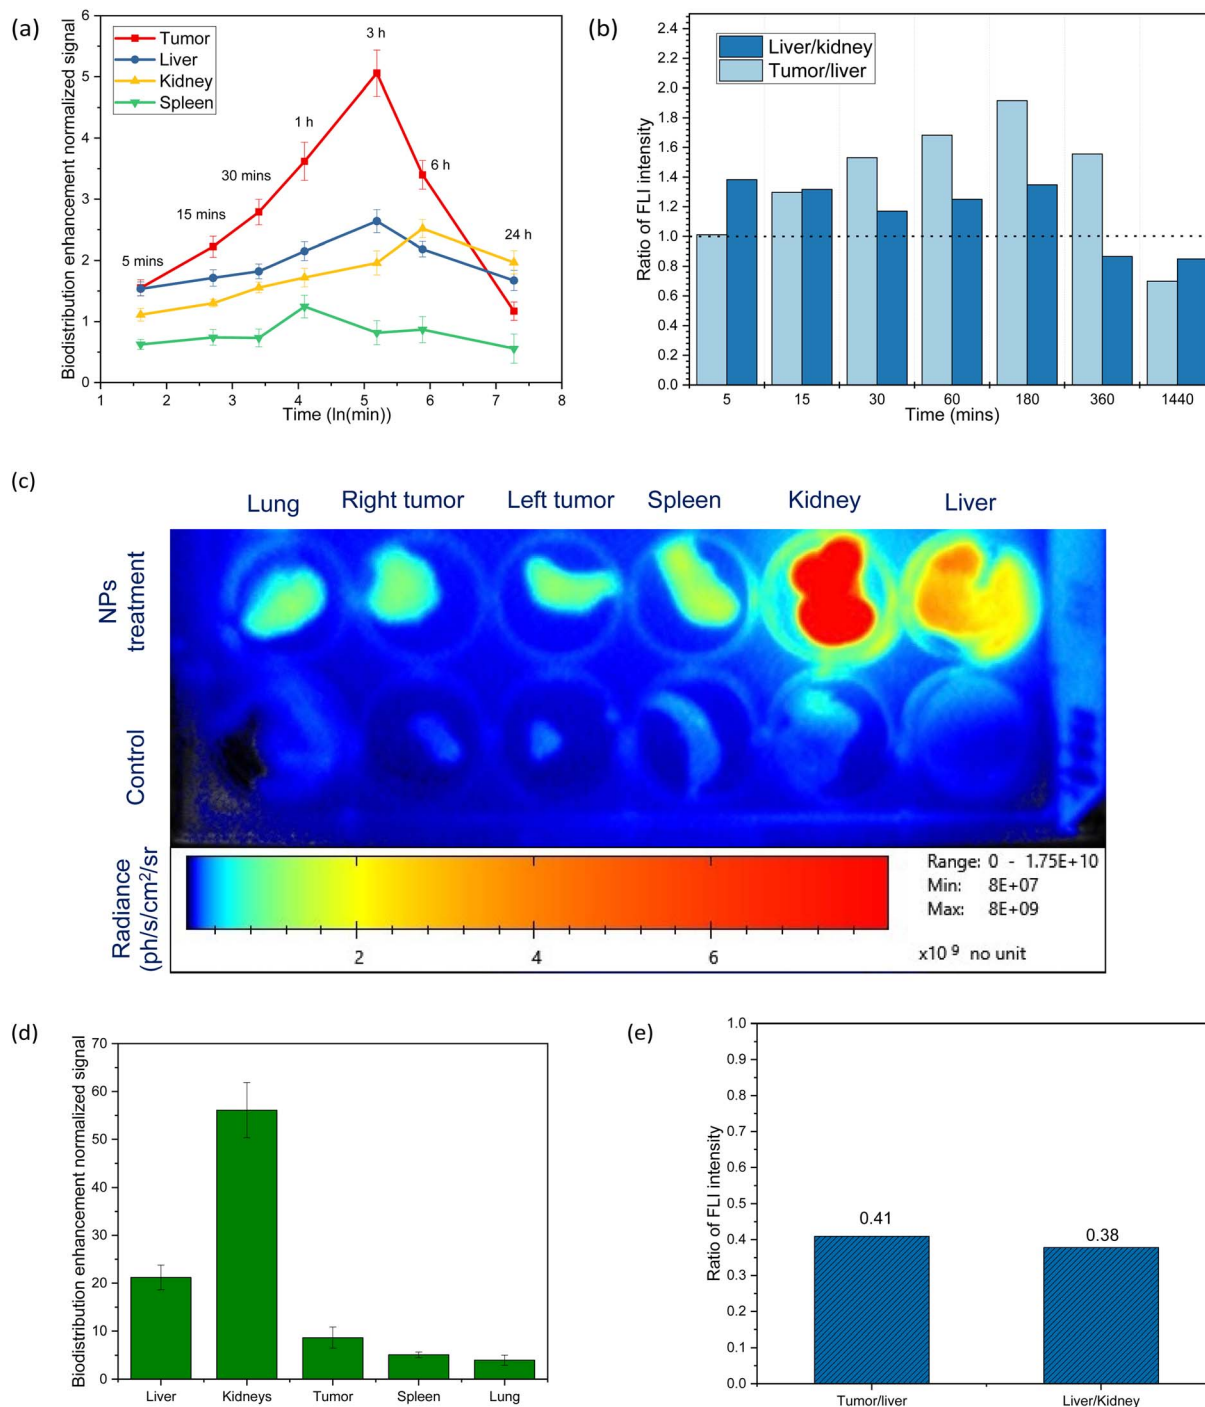 (a)
Biodistribution enhancement normalized signal
6
5
4
3
2
1
0
Tumor
Liver
Kidney
Spleen
5 mins
15 mins
30 mins
1 h
3 h
6 h
24 h
1 2 3 4 5 6 7 8
Time (ln(min))
(b)
Ratio of FLI intensity
2.4
2.2
2.0
1.8
1.6
1.4
1.2
1.0
0.8
0.6
0.4
0.2
0.0
Liver/kidney
Tumor/liver
5 15 30 60 180 360 1440
Time (mins)
(c)
Lung Right tumor Left tumor Spleen Kidney Liver
NPs
treatment
Control
Radiance
(ph/s/cm²/sr
2 4 6
Range: 0 - 1.75E+10
Min: 8E+07
Max: 8E+09
x10 ⁹ no unit
(d)
Biodistribution enhancement normalized signal
70
60
50
40
30
20
10
0
Liver Kidneys Tumor Spleen Lung
(e)
Ratio of FLI intensity
1.0
0.9
0.8
0.7
0.6
0.5
0.4
0.3
0.2
0.1
0.0
0.41
0.38
Tumor/liver Liver/Kidney